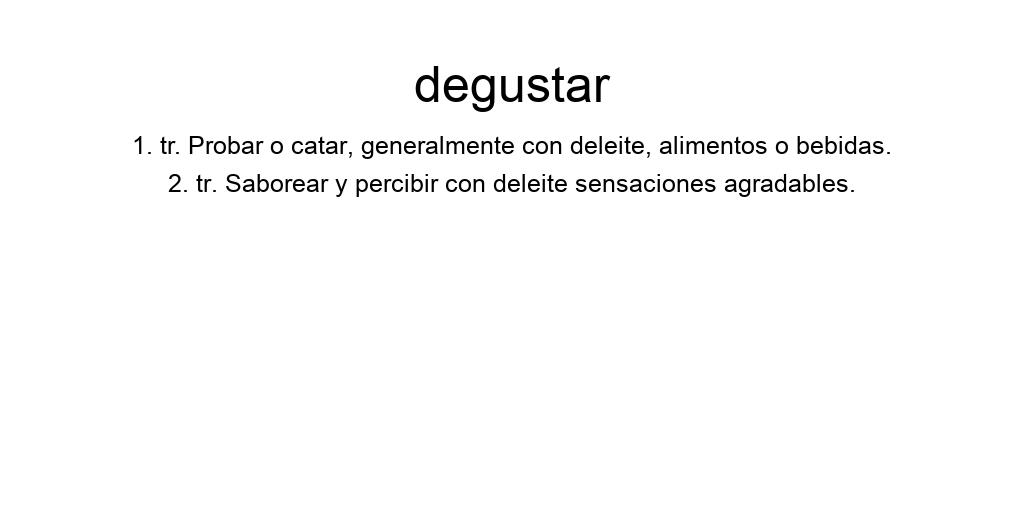 degustar
1. tr. Probar o catar, generalmente con deleite, alimentos o bebidas.
2. tr. Saborear y percibir con deleite sensaciones agradables.